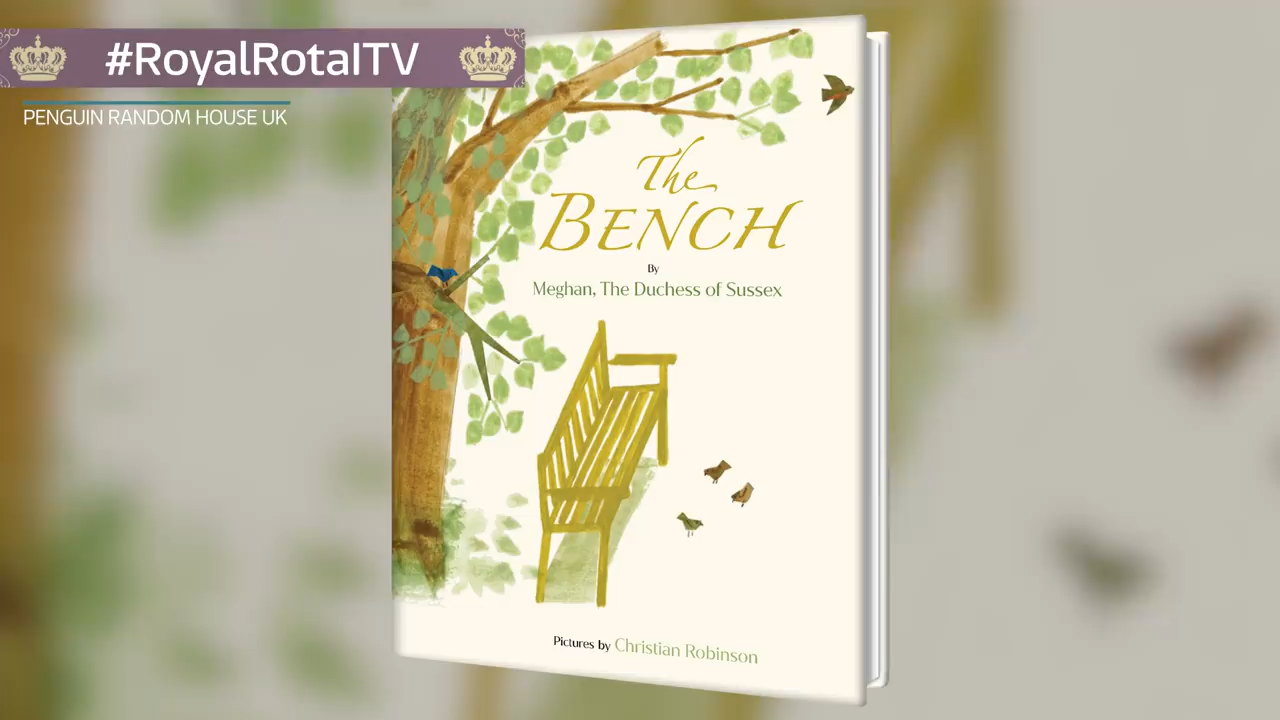 #RoyalRotaITV
PENGUIN RANDOM HOUSE UK
The
BENCH
By
Meghan, The Duchess of Sussex
Pictures by Christian Robinson